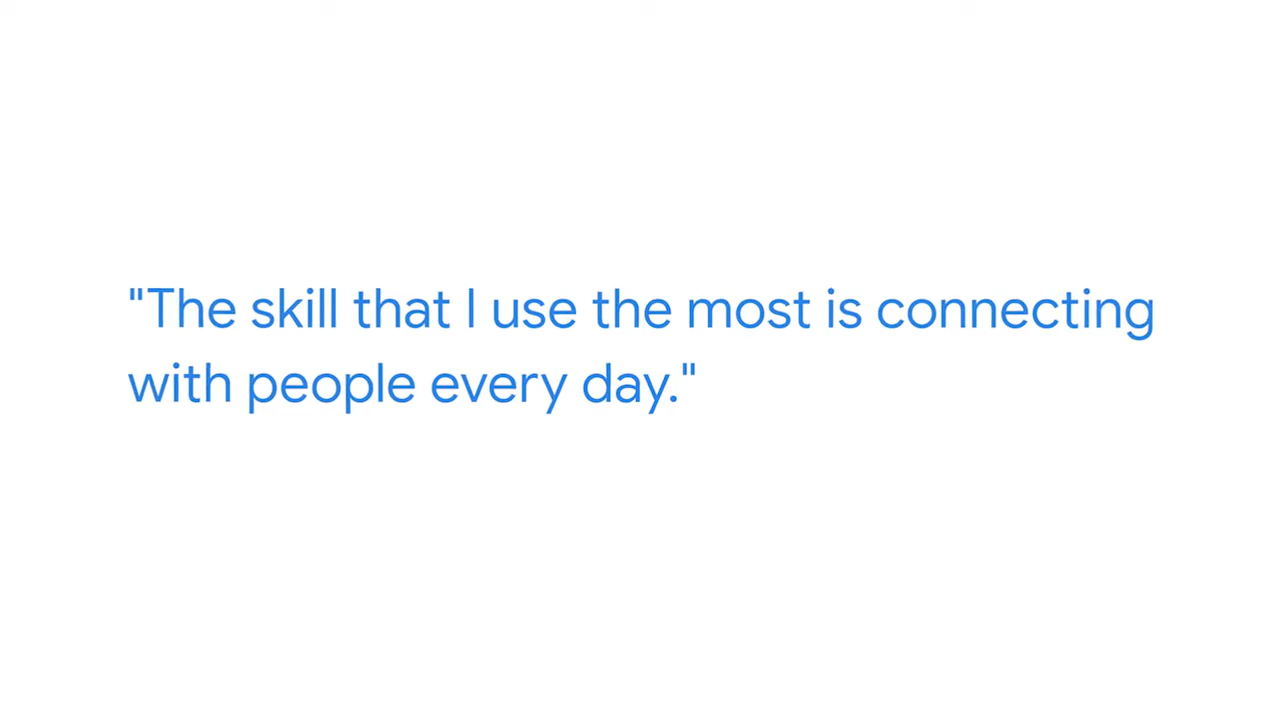 "The skill that I use the most is connecting
with people every day."